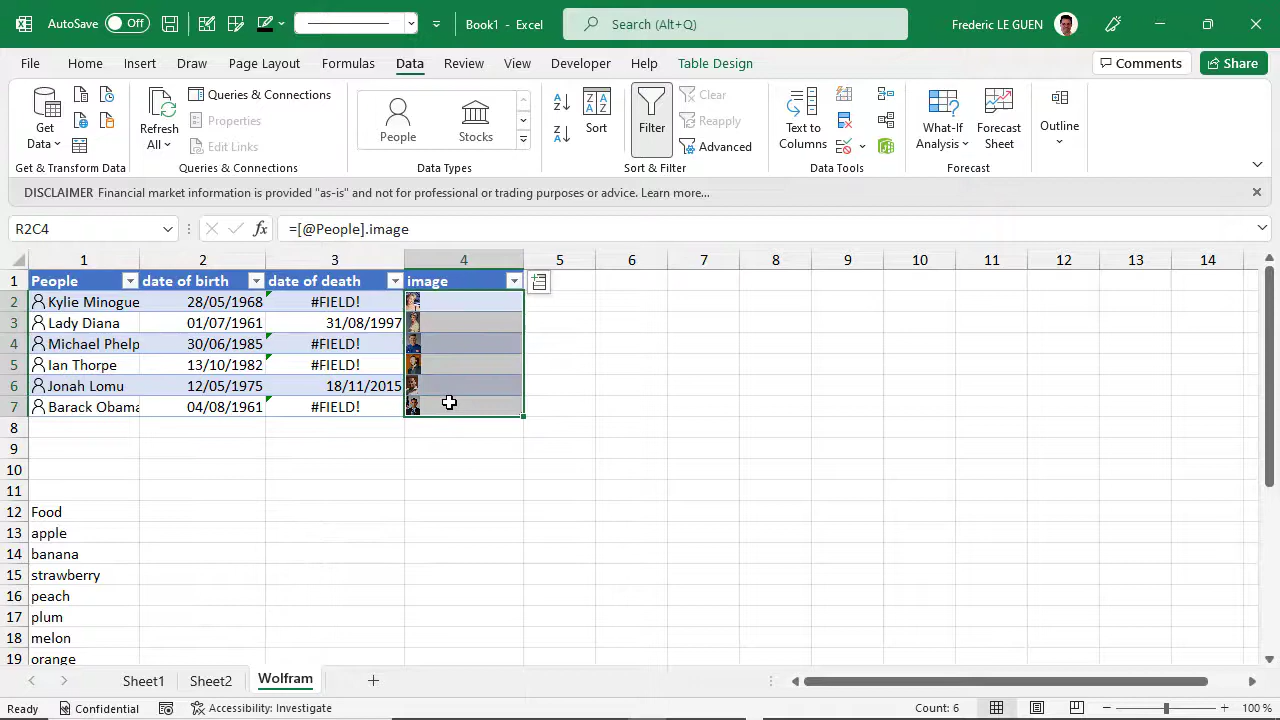 AutoSave Off Book1 - Excel Search (Alt+Q) Frederic LE GUEN
File Home Insert Draw Page Layout Formulas Data Review View Developer Help Table Design Comments Share
Get Data
Refresh All
Queries & Connections
Properties
Edit Links
People
Stocks
Sort
Filter
Clear
Reapply
Advanced
Text to Columns
What-If Analysis
Forecast Sheet
Outline
Get & Transform Data Queries & Connections Data Types Sort & Filter Data Tools Forecast
DISCLAIMER Financial market information is provided "as-is" and not for professional or trading purposes or advice. Learn more...
R2C4 fx =[@People].image
1 2 3 4 5 6 7 8 9 10 11 12 13 14
1 People date of birth date of death image
2 Kylie Minogue 28/05/1968 #FIELD!
3 Lady Diana 01/07/1961 31/08/1997
4 Michael Phelp 30/06/1985 #FIELD!
5 Ian Thorpe 13/10/1982 #FIELD!
6 Jonah Lomu 12/05/1975 18/11/2015
7 Barack Obama 04/08/1961 #FIELD!
8
9
10
11
12 Food
13 apple
14 banana
15 strawberry
16 peach
17 plum
18 melon
19 orange
Sheet1 Sheet2 Wolfram
Ready Confidential Accessibility: Investigate Count: 6 100 %